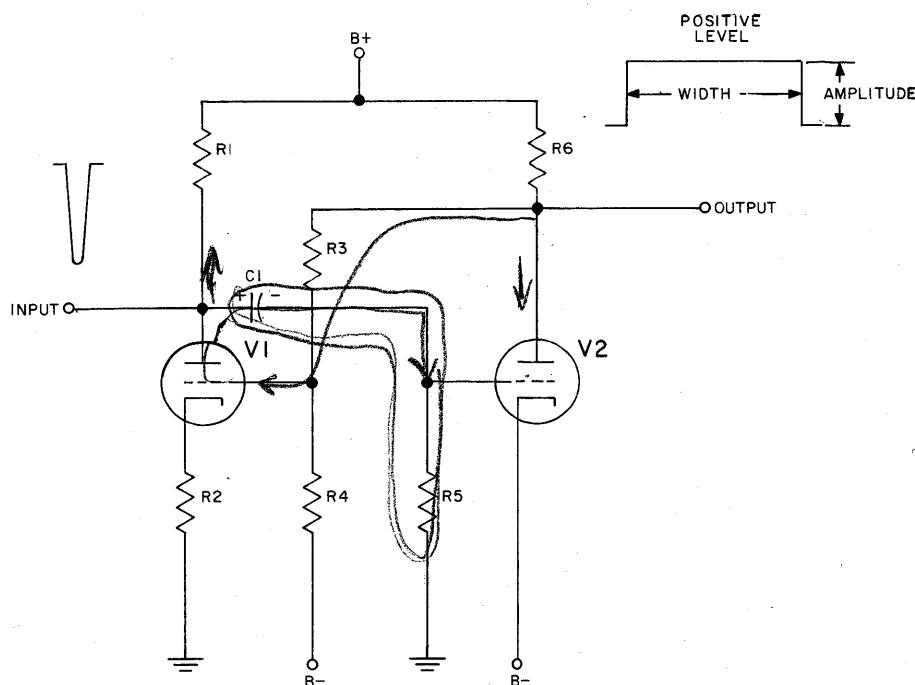 POSITIVE
LEVEL
WIDTH
AMPLITUDE
B+
R1
R6
OUTPUT
R3
C1
+
-
INPUT
V1
V2
R2
R4
R5
B-
B-